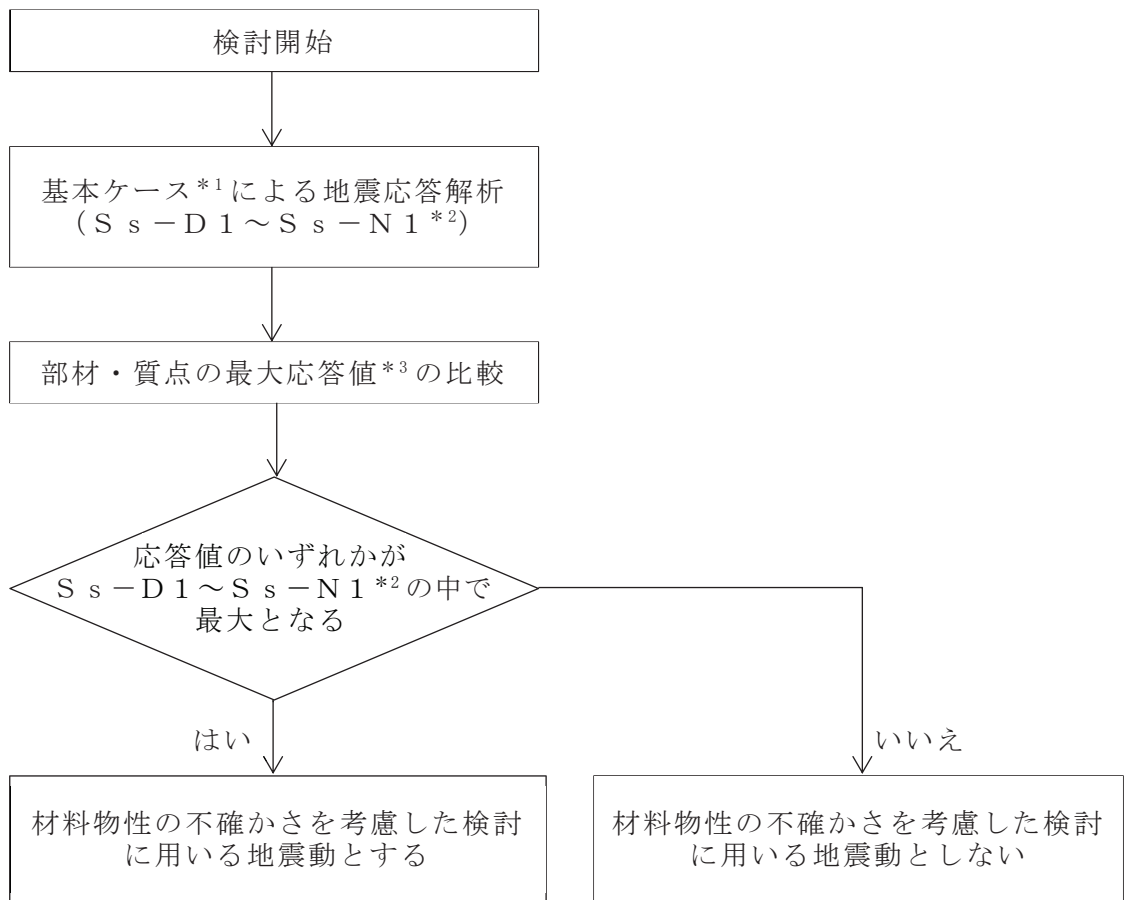 検討開始
基本ケース*1による地震応答解析
(Ss-D1~Ss-N1*2)
部材・質点の最大応答値*3の比較
応答値のいずれかが
Ss-D1~Ss-N1*2の中で
最大となる
はい
いいえ
材料物性の不確かさを考慮した検討
に用いる地震動とする
材料物性の不確かさを考慮した検討
に用いる地震動としない